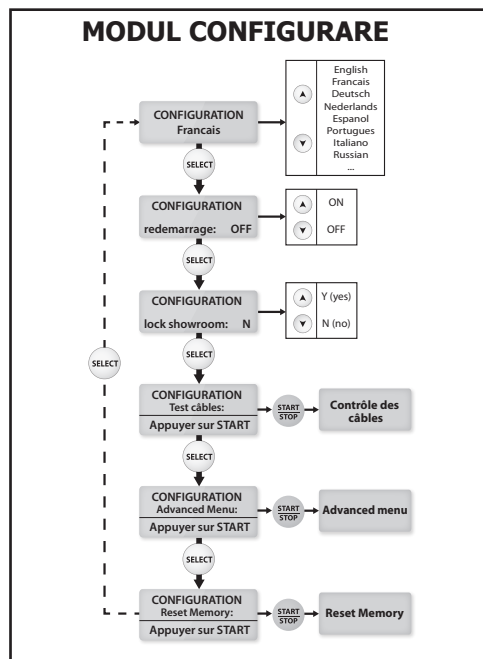 MODUL CONFIGURARE
CONFIGURATION
Francais
English
Francais
Deutsch
Nederlands
Espanol
Portugues
Italiano
Russian
...
SELECT
CONFIGURATION
redemarrage: OFF
ON
OFF
SELECT
CONFIGURATION
lock showroom: N
Y (yes)
N (no)
SELECT
SELECT
CONFIGURATION
Test câbles:
Appuyer sur START
START
STOP
Contrôle des
câbles
SELECT
CONFIGURATION
Advanced Menu:
Appuyer sur START
START
STOP
Advanced menu
SELECT
CONFIGURATION
Reset Memory:
Appuyer sur START
START
STOP
Reset Memory